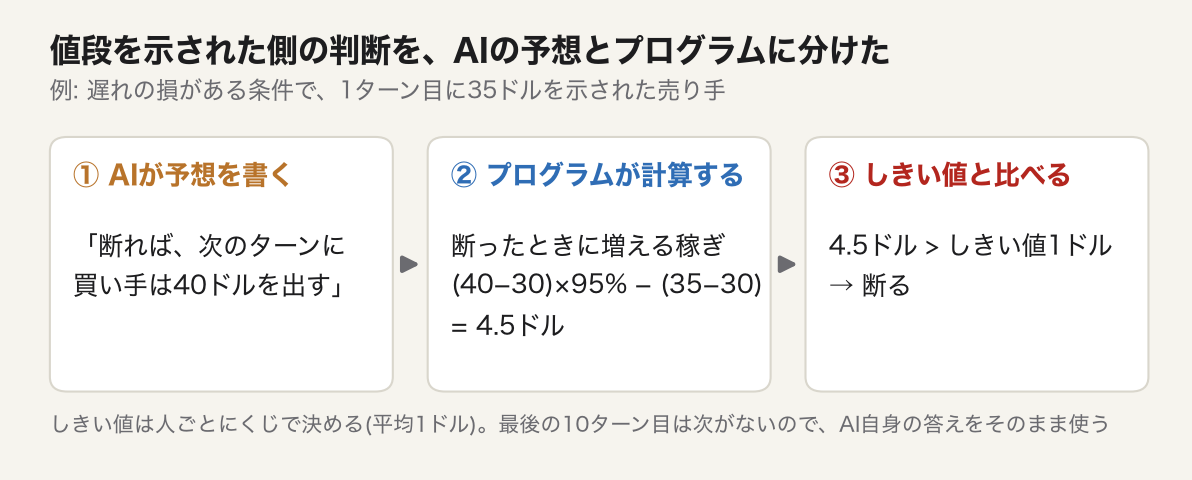 値段を示された側の判断を、AIの予想とプログラムに分けた
例: 遅れの損がある条件で、1ターン目に35ドルを示された売り手
① AIが予想を書く
「断れば、次のターンに
買い手は40ドルを出す」
② プログラムが計算する
断ったときに増える稼ぎ
(40−30)×95% − (35−30)
= 4.5ドル
③ しきい値と比べる
4.5ドル > しきい値1ドル
→ 断る
しきい値は人ごとにくじで決める(平均1ドル)。最後の10ターン目は次がないので、AI自身の答えをそのまま使う